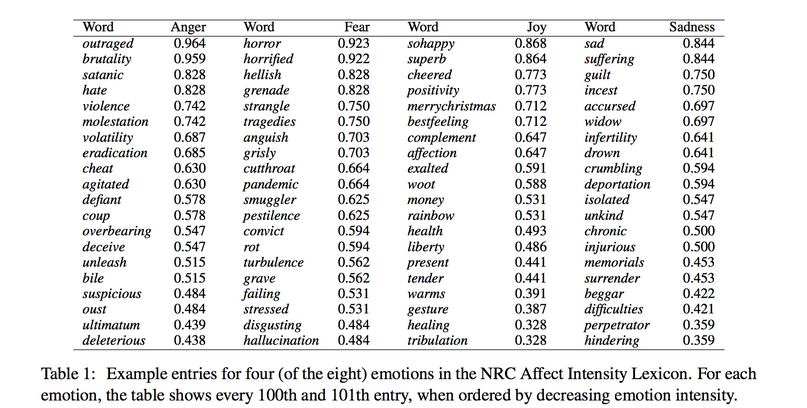 Word Anger Word Fear Word Joy Word Sadness
outraged 0.964 horror 0.923 sohappy 0.868 sad 0.844
brutality 0.959 horrified 0.922 superb 0.864 suffering 0.844
satanic 0.828 hellish 0.828 cheered 0.773 guilt 0.750
hate 0.828 grenade 0.828 positivity 0.773 incest 0.750
violence 0.742 strangle 0.750 merrychristmas 0.712 accursed 0.697
molestation 0.742 tragedies 0.750 bestfeeling 0.712 widow 0.697
volatility 0.687 anguish 0.703 complement 0.647 infertility 0.641
eradication 0.685 grisly 0.703 affection 0.647 drown 0.641
cheat 0.630 cutthroat 0.664 exalted 0.591 crumbling 0.594
agitated 0.630 pandemic 0.664 woot 0.588 deportation 0.594
defiant 0.578 smuggler 0.625 money 0.531 isolated 0.547
coup 0.578 pestilence 0.625 rainbow 0.531 unkind 0.547
overbearing 0.547 convict 0.594 health 0.493 chronic 0.500
deceive 0.547 rot 0.594 liberty 0.486 injurious 0.500
unleash 0.515 turbulence 0.562 present 0.441 memorials 0.453
bile 0.515 grave 0.562 tender 0.441 surrender 0.453
suspicious 0.484 failing 0.531 warms 0.391 beggar 0.422
oust 0.484 stressed 0.531 gesture 0.387 difficulties 0.421
ultimatum 0.439 disgusting 0.484 healing 0.328 perpetrator 0.359
deleterious 0.438 hallucination 0.484 tribulation 0.328 hindering 0.359
Table 1: Example entries for four (of the eight) emotions in the NRC Affect Intensity Lexicon. For each
emotion, the table shows every 100th and 101th entry, when ordered by decreasing emotion intensity.